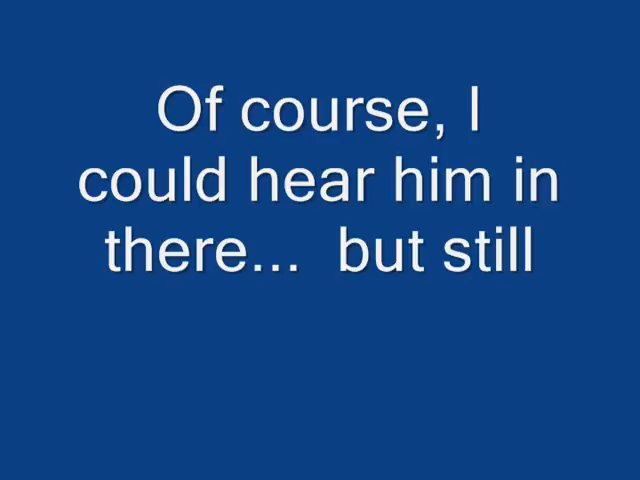 Of course, I
could hear him in
there...  but still